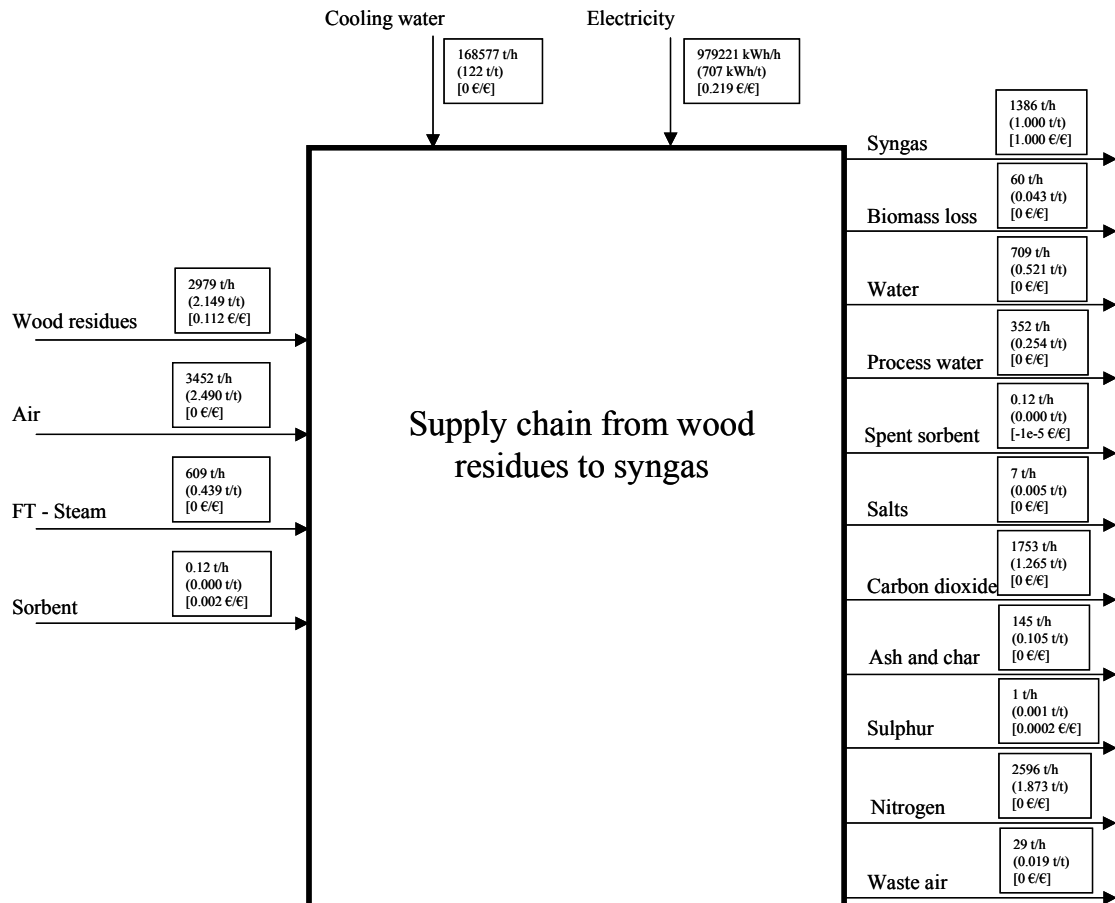 Cooling water
168577 t/h
(122 t/t)
[0 €/€]
Electricity
979221 kWh/h
(707 kWh/t)
[0.219 €/€]
Wood residues
2979 t/h
(2.149 t/t)
[0.112 €/€]
Air
3452 t/h
(2.490 t/t)
[0 €/€]
FT - Steam
609 t/h
(0.439 t/t)
[0 €/€]
Sorbent
0.12 t/h
(0.000 t/t)
[0.002 €/€]
Supply chain from wood
residues to syngas
Syngas
1386 t/h
(1.000 t/t)
[1.000 €/€]
Biomass loss
60 t/h
(0.043 t/t)
[0 €/€]
Water
709 t/h
(0.521 t/t)
[0 €/€]
Process water
352 t/h
(0.254 t/t)
[0 €/€]
Spent sorbent
0.12 t/h
(0.000 t/t)
[-1e-5 €/€]
Salts
7 t/h
(0.005 t/t)
[0 €/€]
Carbon dioxide
1753 t/h
(1.265 t/t)
[0 €/€]
Ash and char
145 t/h
(0.105 t/t)
[0 €/€]
Sulphur
1 t/h
(0.001 t/t)
[0.0002 €/€]
Nitrogen
2596 t/h
(1.873 t/t)
[0 €/€]
Waste air
29 t/h
(0.019 t/t)
[0 €/€]